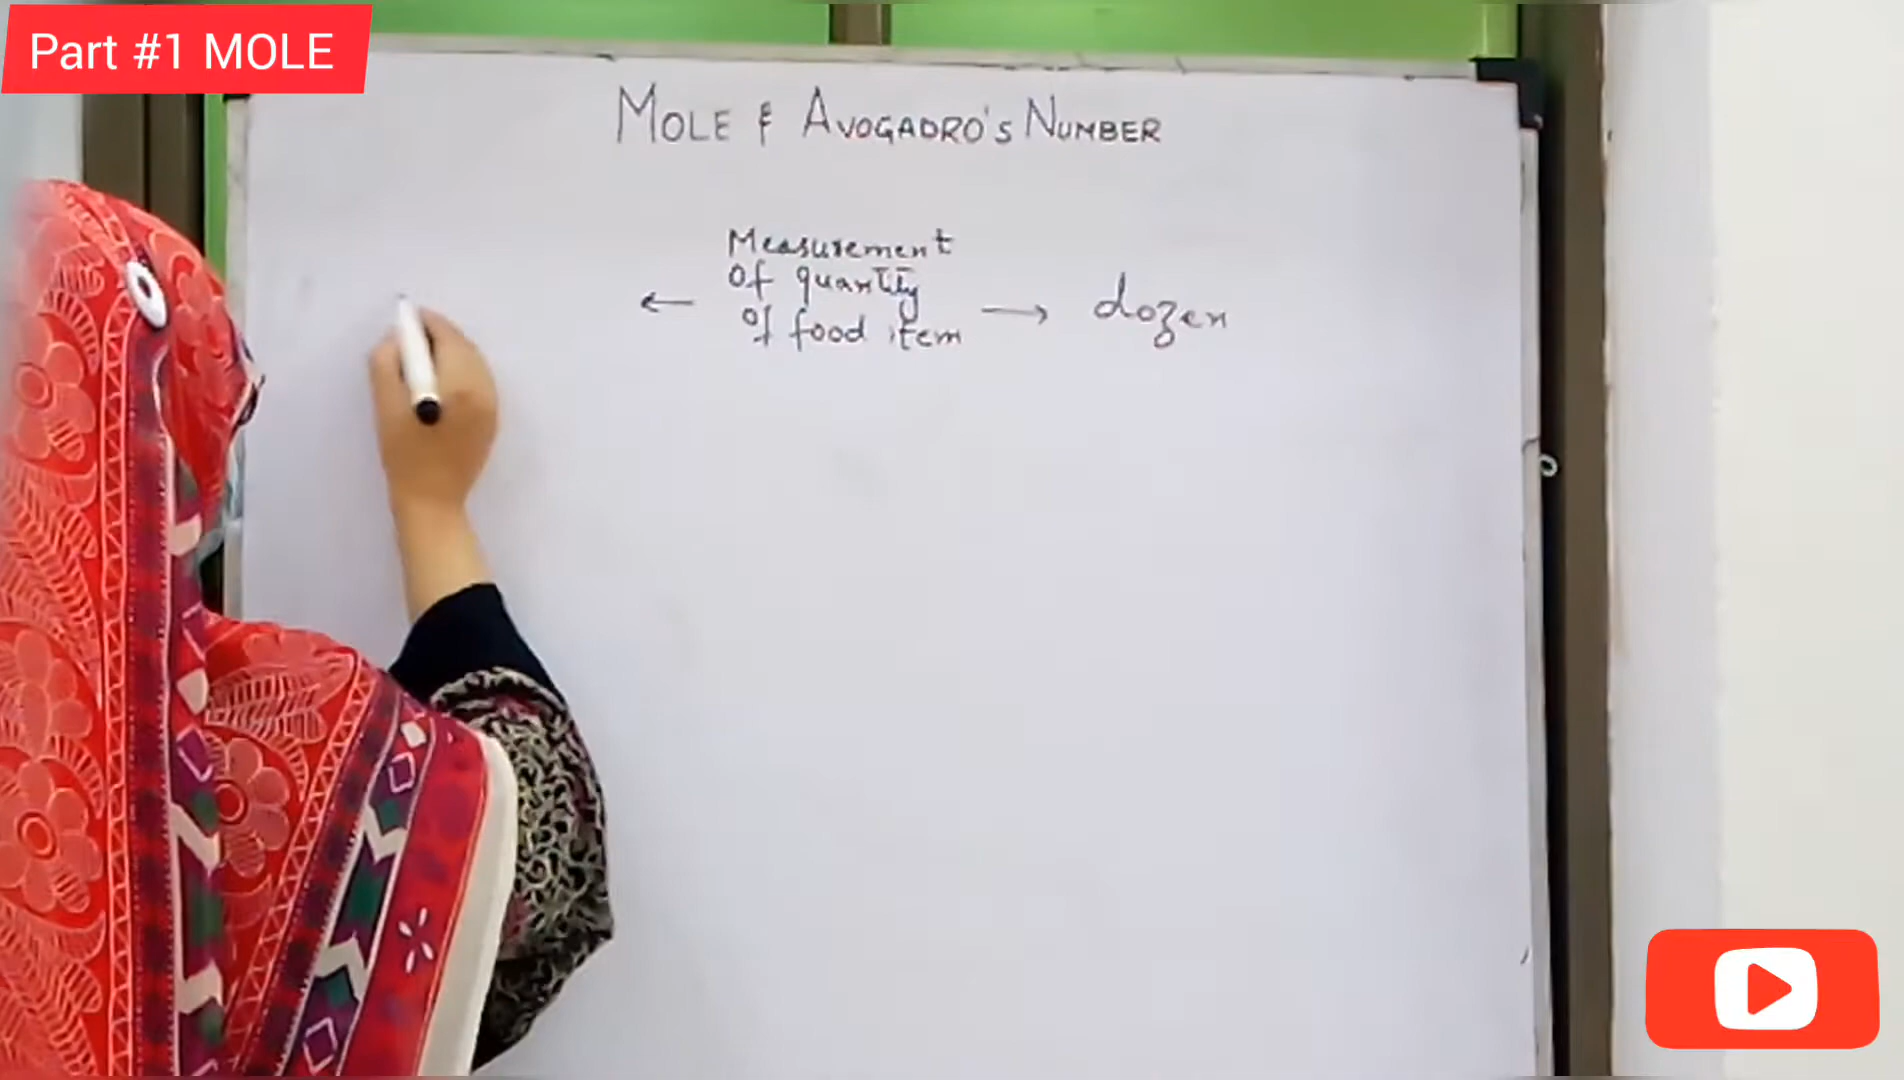 Part #1 MOLE
MOLE & AVOGADRO'S NUMBER
Measurement
Of quantity
← of food item → dozen